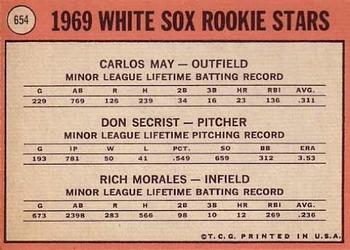 654
1969 WHITE SOX ROOKIE STARS
CARLOS MAY — OUTFIELD
MINOR LEAGUE LIFETIME BATTING RECORD
G AB R H 2B 3B HR RBI AVG.
229 769 126 239 34 16 23 136 .311
DON SECRIST — PITCHER
MINOR LEAGUE LIFETIME PITCHING RECORD
G IP W L PCT. SO BB ERA
193 781 50 41 .549 659 312 3.53
RICH MORALES — INFIELD
MINOR LEAGUE LIFETIME BATTING RECORD
G AB R H 2B 3B HR RBI AVG.
673 2398 283 566 98 10 12 269 .236
©T.C.G. PRINTED IN U.S.A.